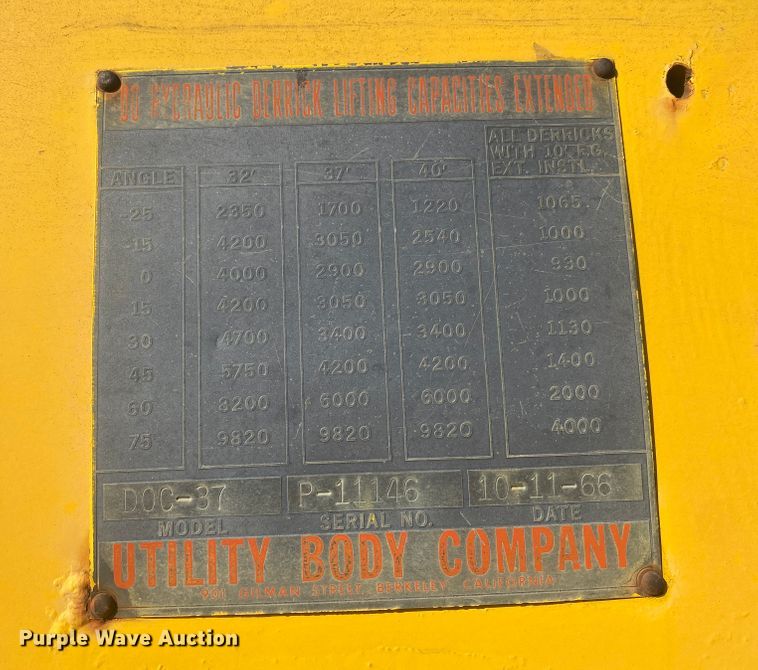 HYDRAULIC DERRICK LIFTING CAPACITIES EXTENDED
ALL DERRICKS
WITH 10' F.G.
ANGLE 32' 37' 40' EXT. INSTL.
-25 2350 1700 1220 1065
-15 4200 3050 2540 1000
0 4000 2900 2900 930
15 4200 3050 3050 1000
30 4700 3400 3400 1130
45 5750 4200 4200 1400
60 8200 6000 6000 2000
75 9820 9820 9820 4000
DOC-37 P-11146 10-11-66
MODEL SERIAL NO. DATE
UTILITY BODY COMPANY
901 GILMAN STREET, BERKELEY, CALIFORNIA
Purple Wave Auction